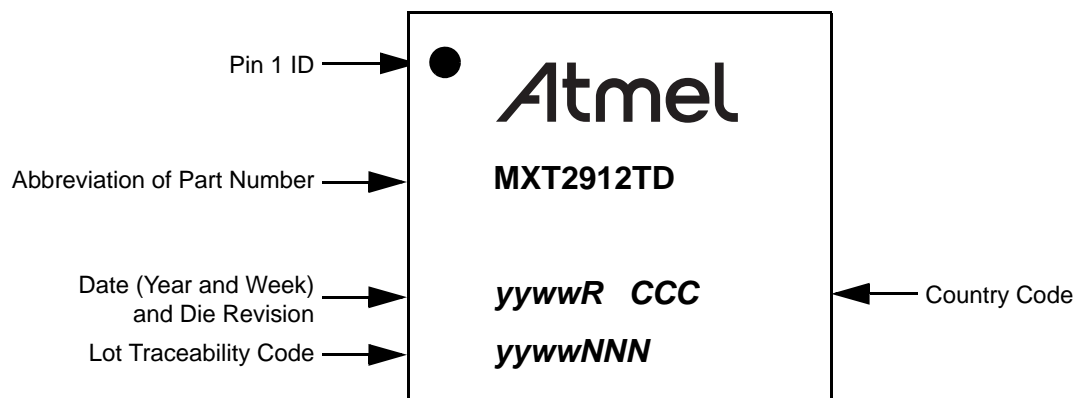 Pin 1 ID
Atmel
Abbreviation of Part Number
MXT2912TD
Date (Year and Week)
and Die Revision
yywwR CCC
Country Code
Lot Traceability Code
yywwNNN